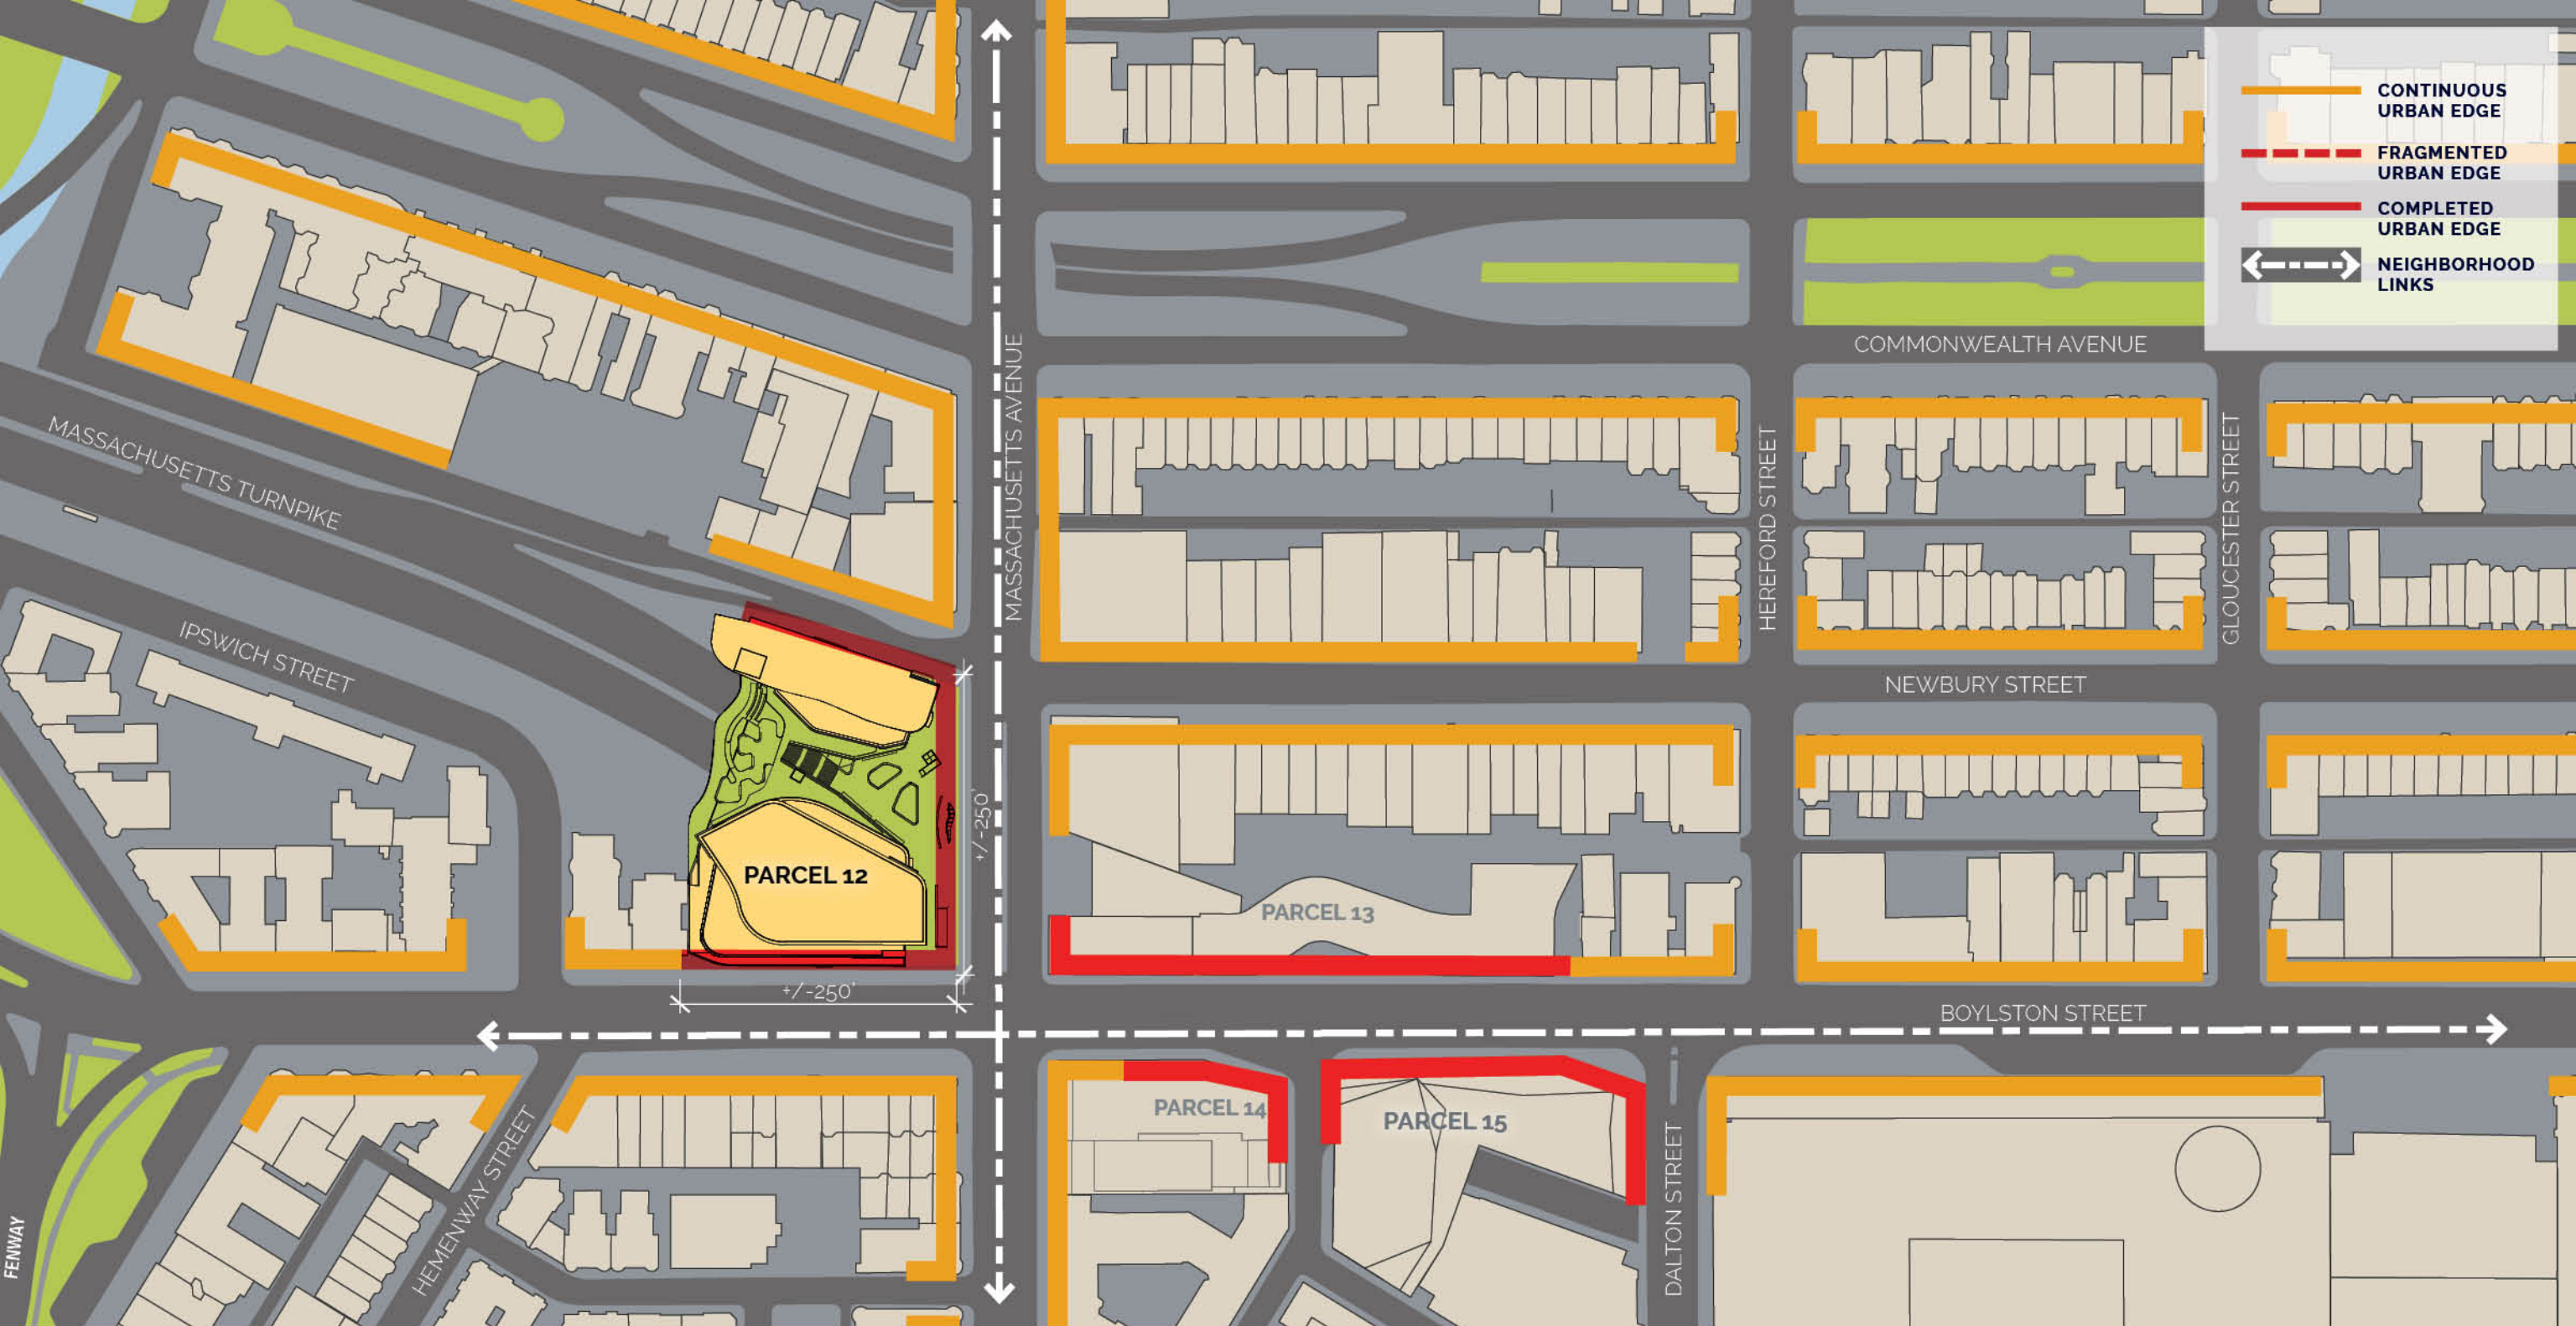 CONTINUOUS
URBAN EDGE
FRAGMENTED
URBAN EDGE
COMPLETED
URBAN EDGE
NEIGHBORHOOD
LINKS
COMMONWEALTH AVENUE
MASSACHUSETTS AVENUE
MASSACHUSETTS TURNPIKE
HEREFORD STREET
GLOUCESTER STREET
IPSWICH STREET
NEWBURY STREET
+/-250'
PARCEL 12
PARCEL 13
+/-250'
BOYLSTON STREET
PARCEL 14
PARCEL 15
HEMENWAY STREET
DALTON STREET
FENWAY